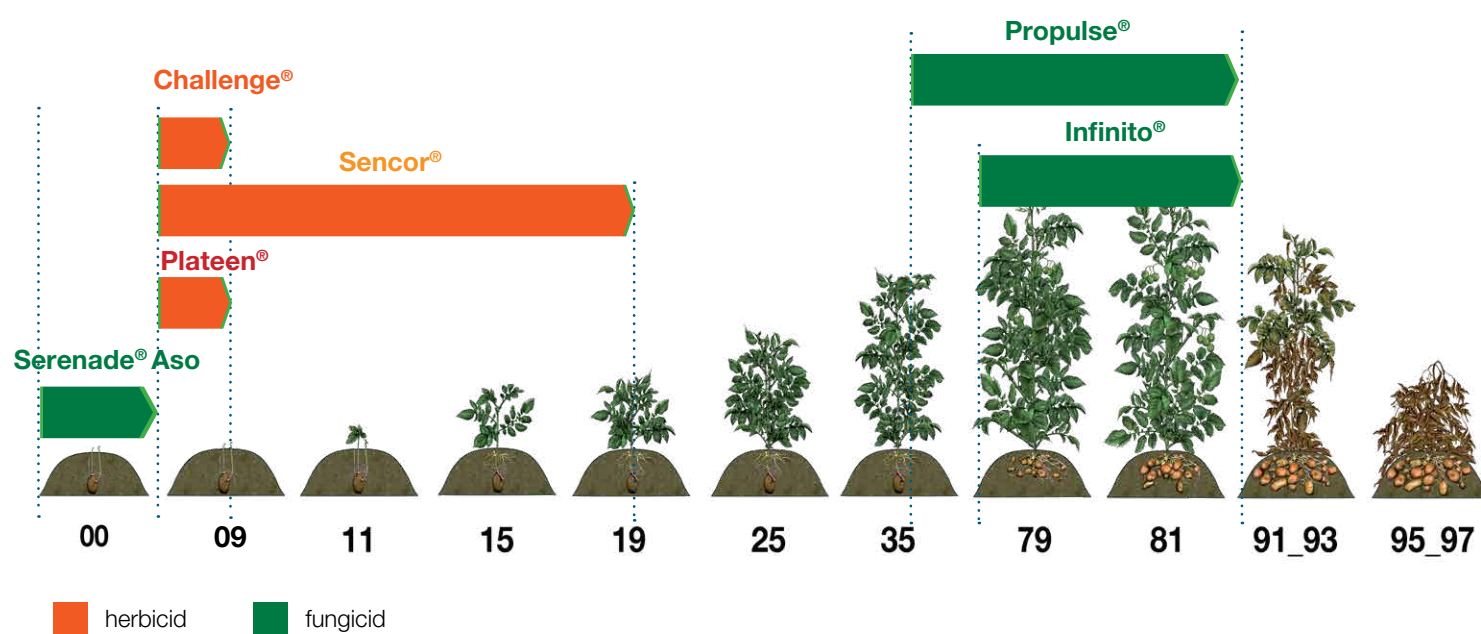 Propulse®
Challenge®
Infinito®
Sencor®
Plateen®
Serenade® Aso
00 09 11 15 19 25 35 79 81 91_93 95_97
herbicid fungicid